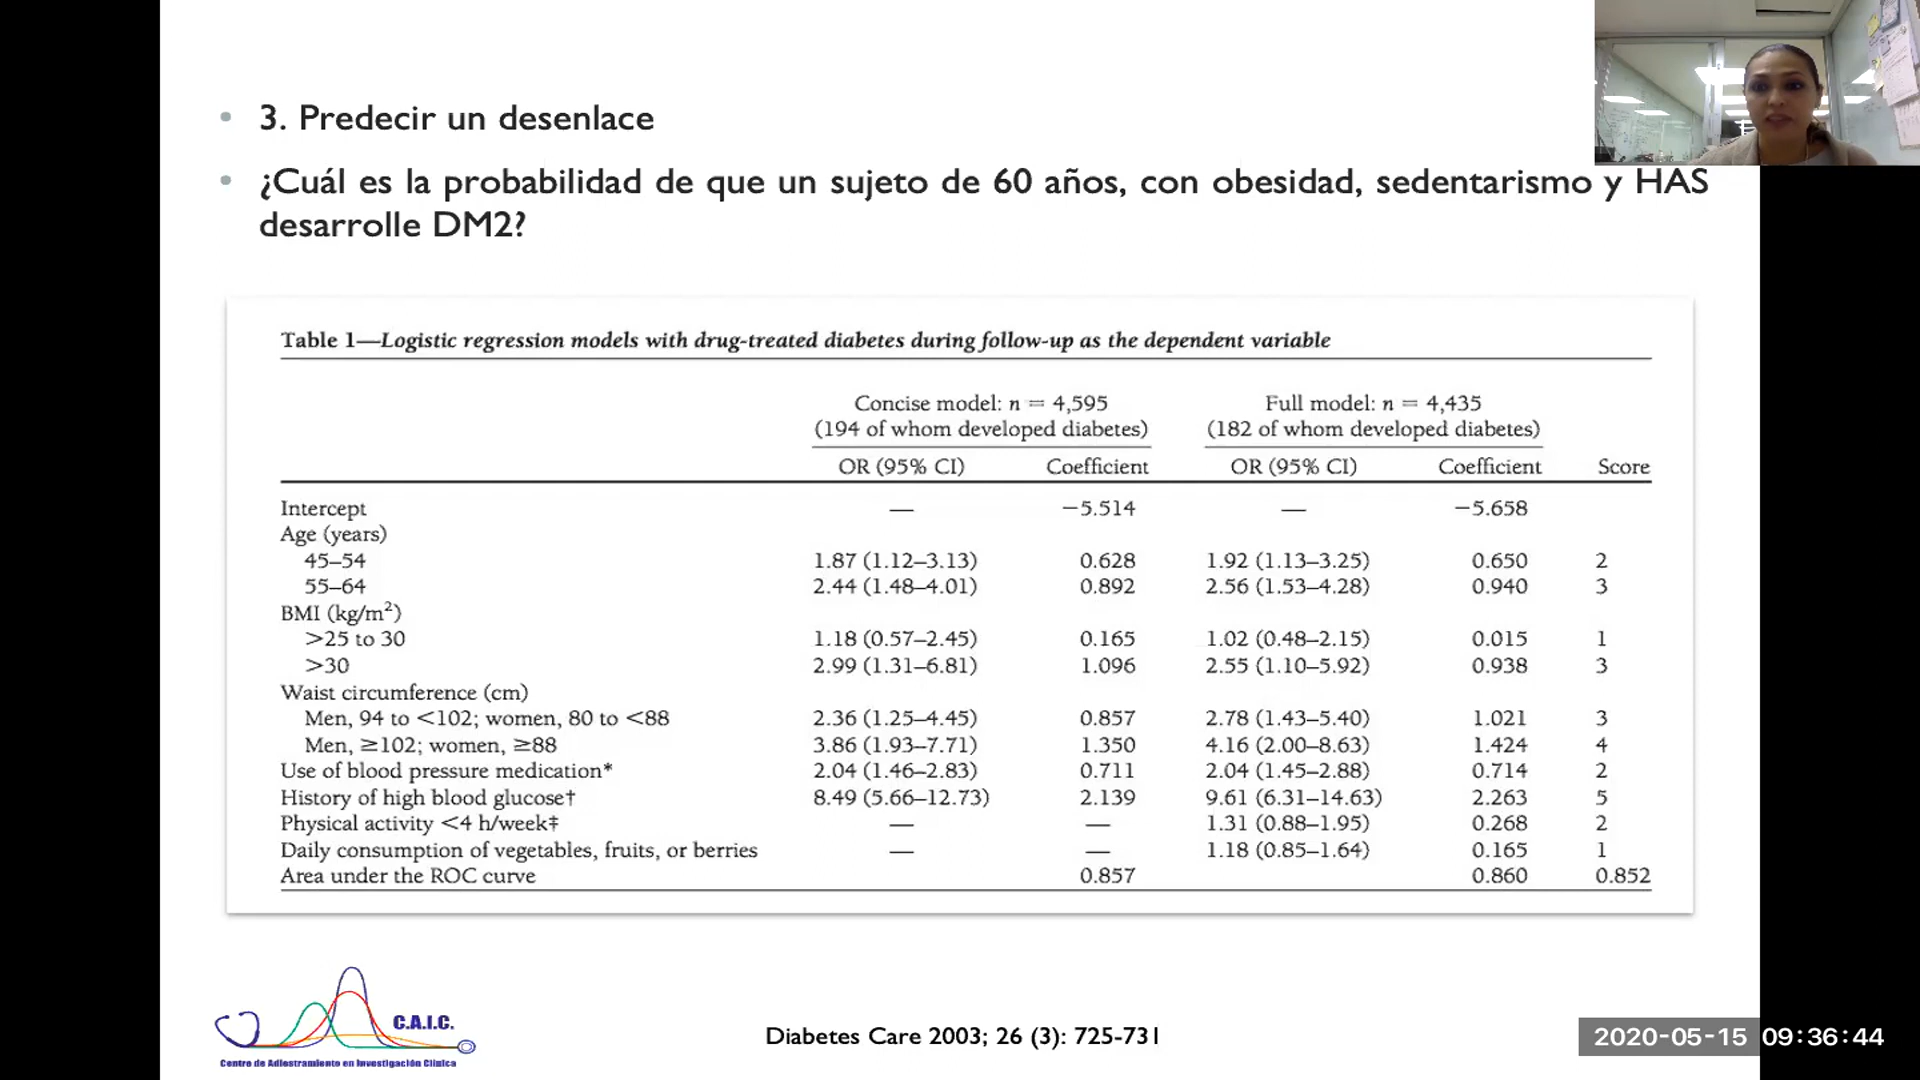 3. Predecir un desenlace
¿Cuál es la probabilidad de que un sujeto de 60 años, con obesidad, sedentarismo y HAS
desarrolle DM2?
Table 1—Logistic regression models with drug-treated diabetes during follow-up as the dependent variable
Concise model: n = 4,595 Full model: n = 4,435
(194 of whom developed diabetes) (182 of whom developed diabetes)
OR (95% CI) Coefficient OR (95% CI) Coefficient Score
Intercept — −5.514 — −5.658
Age (years)
45–54 1.87 (1.12–3.13) 0.628 1.92 (1.13–3.25) 0.650 2
55–64 2.44 (1.48–4.01) 0.892 2.56 (1.53–4.28) 0.940 3
BMI (kg/m²)
>25 to 30 1.18 (0.57–2.45) 0.165 1.02 (0.48–2.15) 0.015 1
>30 2.99 (1.31–6.81) 1.096 2.55 (1.10–5.92) 0.938 3
Waist circumference (cm)
Men, 94 to <102; women, 80 to <88 2.36 (1.25–4.45) 0.857 2.78 (1.43–5.40) 1.021 3
Men, ≥102; women, ≥88 3.86 (1.93–7.71) 1.350 4.16 (2.00–8.63) 1.424 4
Use of blood pressure medication* 2.04 (1.46–2.83) 0.711 2.04 (1.45–2.88) 0.714 2
History of high blood glucose† 8.49 (5.66–12.73) 2.139 9.61 (6.31–14.63) 2.263 5
Physical activity <4 h/week‡ — — 1.31 (0.88–1.95) 0.268 2
Daily consumption of vegetables, fruits, or berries — — 1.18 (0.85–1.64) 0.165 1
Area under the ROC curve 0.857 0.860 0.852
C.A.I.C.
Centro de Adiestramiento en Investigación Clínica
Diabetes Care 2003; 26 (3): 725-731
2020-05-15 09:36:44